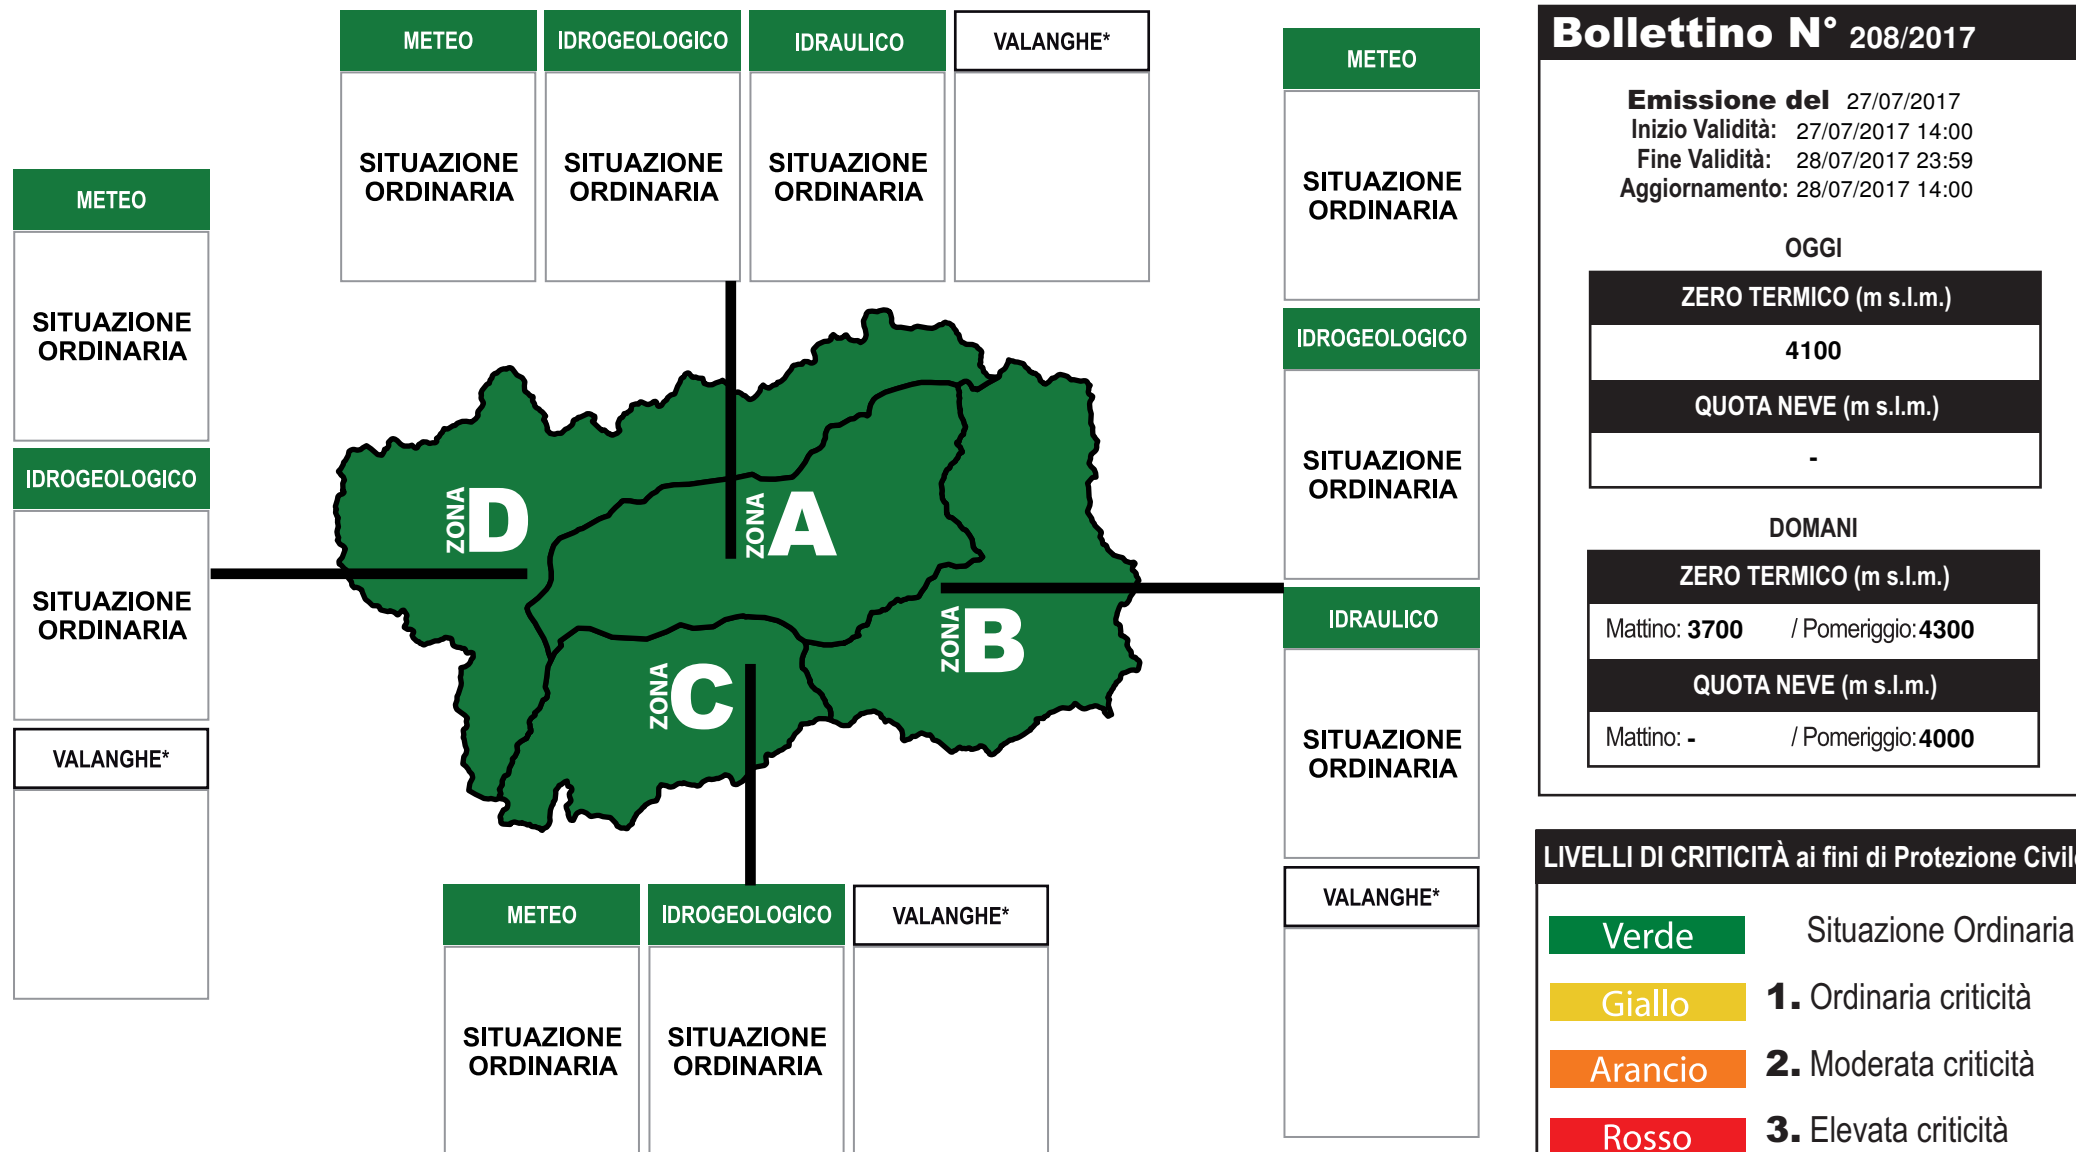 METEO
IDROGEOLOGICO
IDRAULICO
VALANGHE*
SITUAZIONE
ORDINARIA
SITUAZIONE
ORDINARIA
SITUAZIONE
ORDINARIA
METEO
SITUAZIONE
ORDINARIA
IDROGEOLOGICO
SITUAZIONE
ORDINARIA
VALANGHE*
ZONA D
ZONA A
ZONA B
ZONA C
METEO
SITUAZIONE
ORDINARIA
IDROGEOLOGICO
SITUAZIONE
ORDINARIA
IDRAULICO
SITUAZIONE
ORDINARIA
VALANGHE*
METEO
IDROGEOLOGICO
VALANGHE*
SITUAZIONE
ORDINARIA
SITUAZIONE
ORDINARIA
Bollettino N° 208/2017
Emissione del 27/07/2017
Inizio Validità: 27/07/2017 14:00
Fine Validità: 28/07/2017 23:59
Aggiornamento: 28/07/2017 14:00
OGGI
ZERO TERMICO (m s.l.m.)
4100
QUOTA NEVE (m s.l.m.)
-
DOMANI
ZERO TERMICO (m s.l.m.)
Mattino: 3700 / Pomeriggio: 4300
QUOTA NEVE (m s.l.m.)
Mattino: - / Pomeriggio: 4000
LIVELLI DI CRITICITÀ ai fini di Protezione Civile
Verde Situazione Ordinaria
Giallo 1. Ordinaria criticità
Arancio 2. Moderata criticità
Rosso 3. Elevata criticità